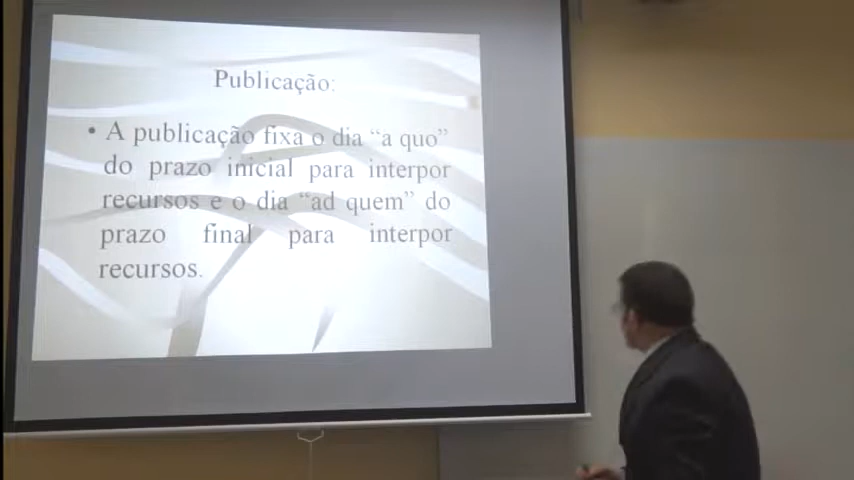 Publicação:
• A publicação fixa o dia “a quo”
do prazo inicial para interpor
recursos e o dia “ad quem” do
prazo final para interpor
recursos.